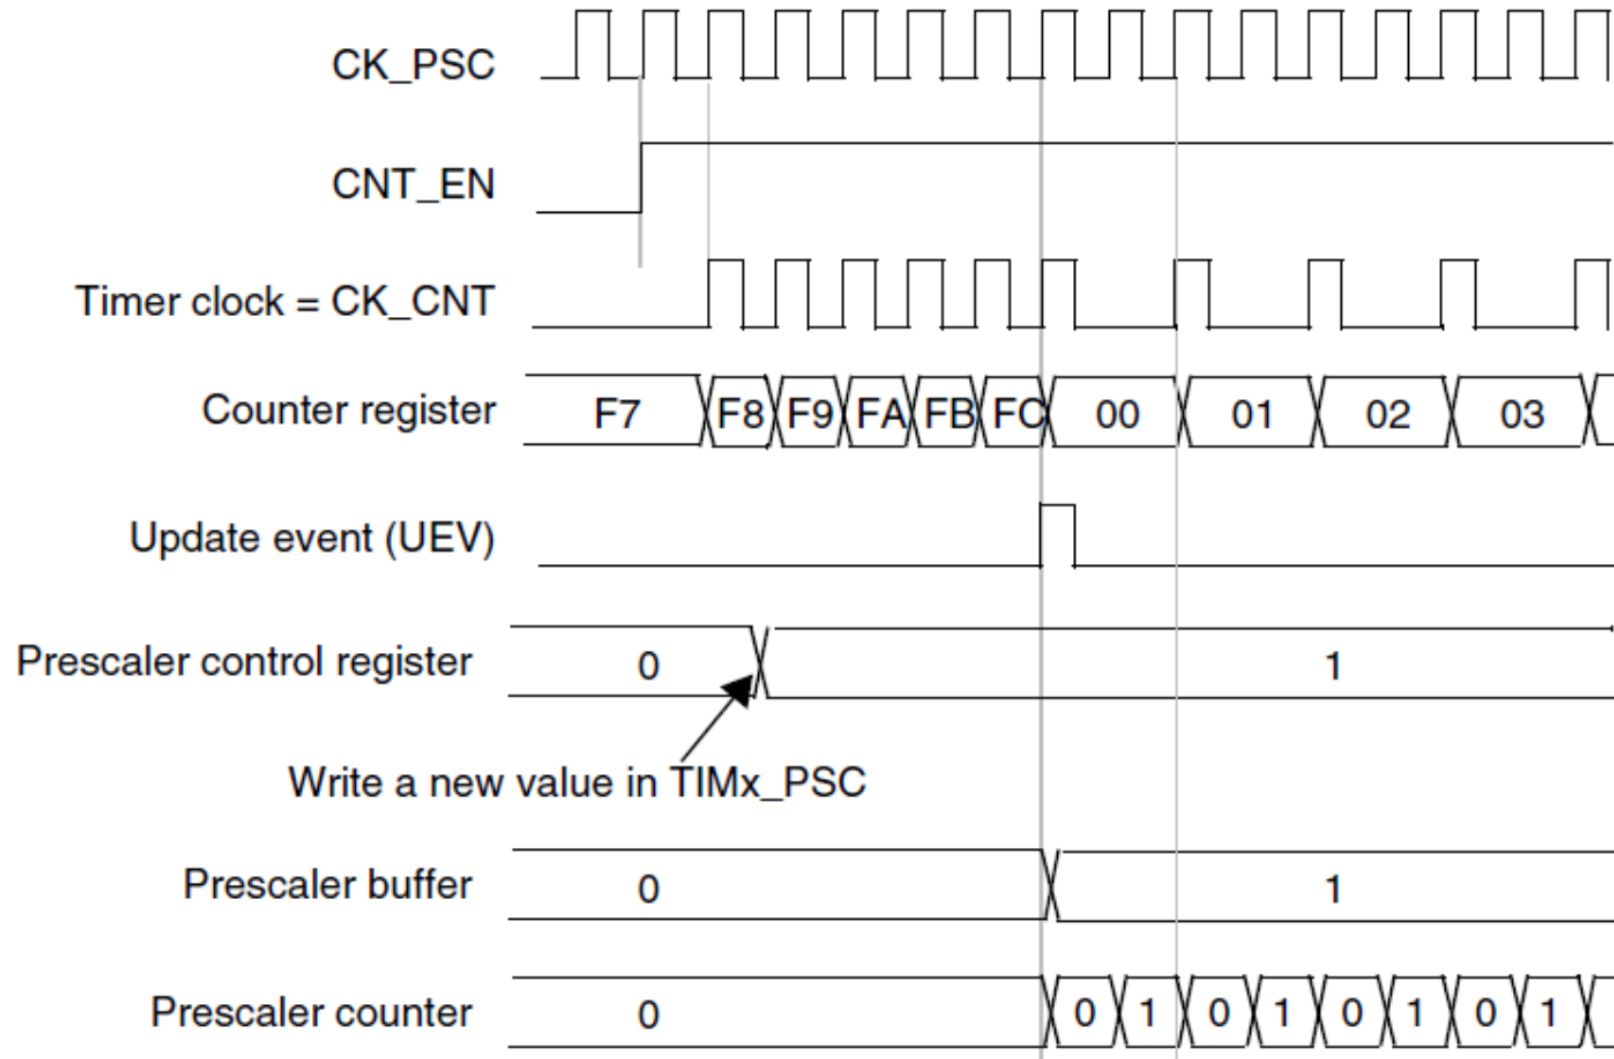 CK_PSC
CNT_EN
Timer clock = CK_CNT
Counter register F7 F8 F9 FA FB FC 00 01 02 03
Update event (UEV)
Prescaler control register 0 1
Write a new value in TIMx_PSC
Prescaler buffer 0 1
Prescaler counter 0 0 1 0 1 0 1 0 1